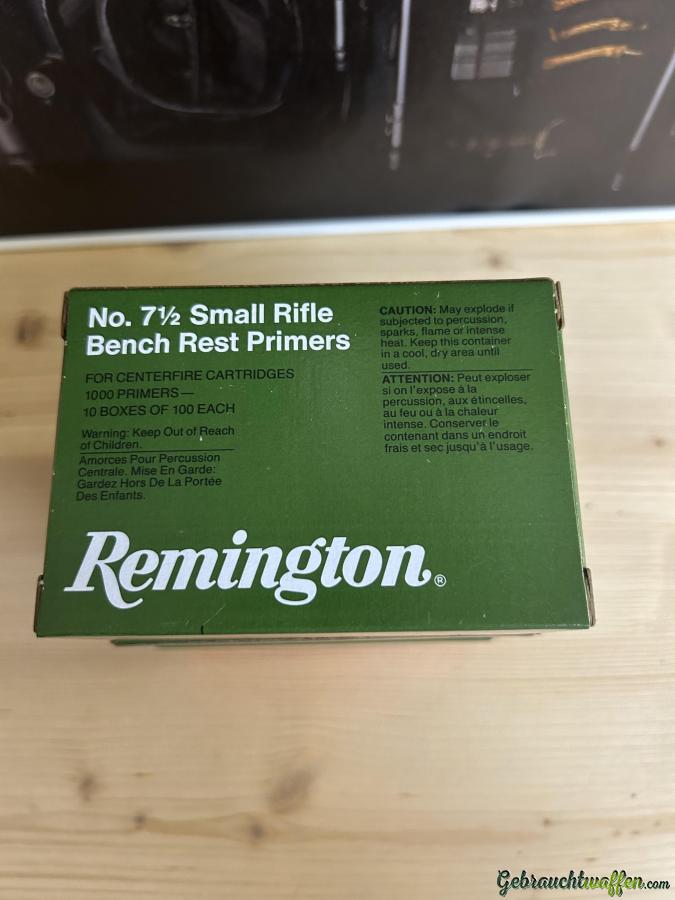 No. 7½ Small Rifle
Bench Rest Primers
FOR CENTERFIRE CARTRIDGES
1000 PRIMERS—
10 BOXES OF 100 EACH
Warning: Keep Out of Reach
of Children.
Amorces Pour Percussion
Centrale. Mise En Garde:
Gardez Hors De La Portée
Des Enfants.
CAUTION: May explode if
subjected to percussion,
sparks, flame or intense
heat. Keep this container
in a cool, dry area until
used.
ATTENTION: Peut exploser
si on l'expose à la
percussion, aux étincelles,
au feu ou à la chaleur
intense. Conserver le
contenant dans un endroit
frais et sec jusqu'à l'usage.
Remington®
Gebrauchtwaffen.com